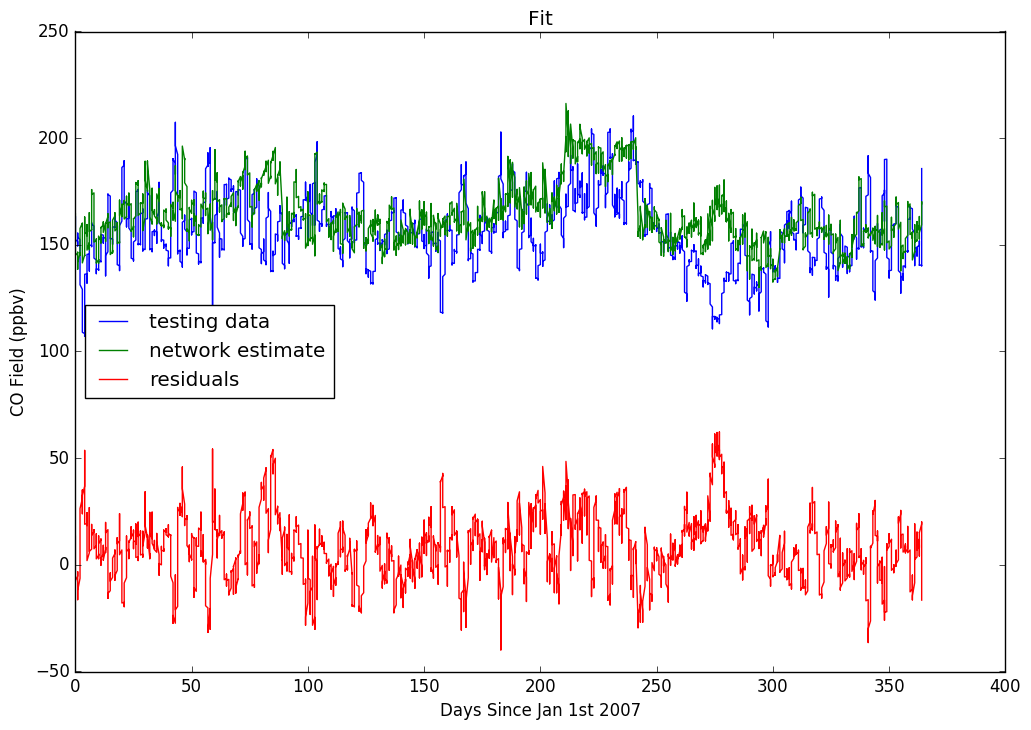 Fit
250
200
150
100
50
0
−50
CO Field (ppbv)
testing data
network estimate
residuals
0 50 100 150 200 250 300 350 400
Days Since Jan 1st 2007